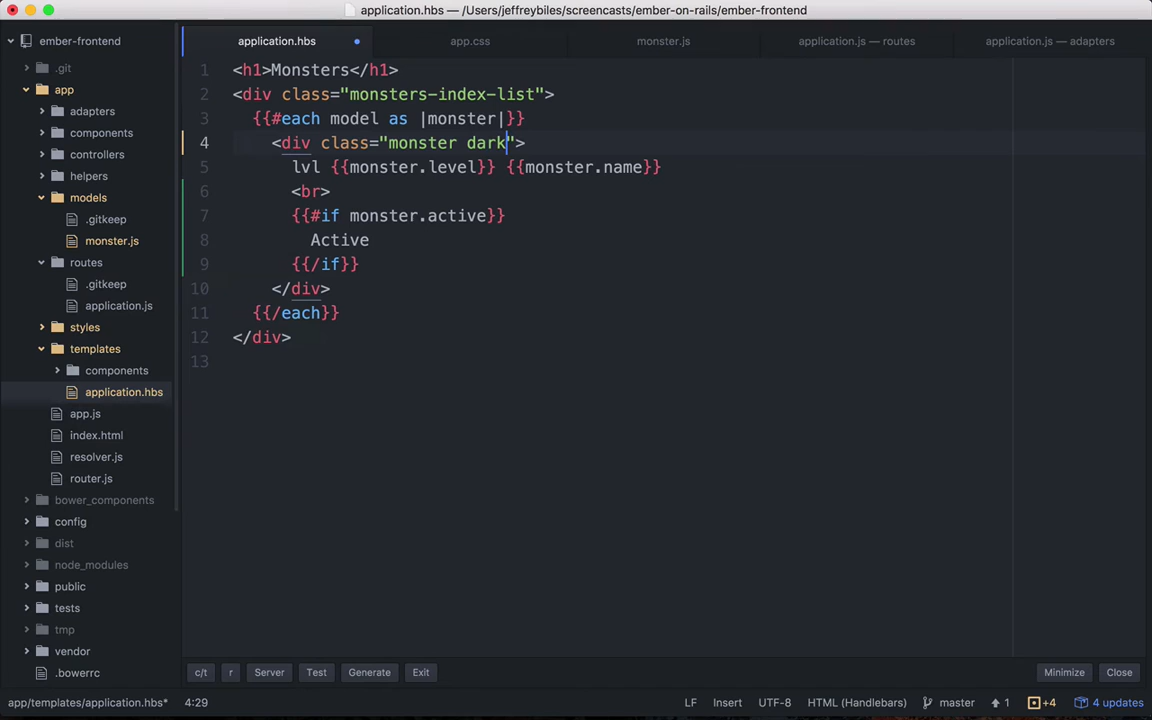 application.hbs — /Users/jeffreybiles/screencasts/ember-on-rails/ember-frontend
ember-frontend
.git
app
adapters
components
controllers
helpers
models
.gitkeep
monster.js
routes
.gitkeep
application.js
styles
templates
components
application.hbs
app.js
index.html
resolver.js
router.js
bower_components
config
dist
node_modules
public
tests
tmp
vendor
.bowerrc
application.hbs app.css monster.js application.js — routes application.js — adapters
1 <h1>Monsters</h1>
2 <div class="monsters-index-list">
3 {{#each model as |monster|}}
4 <div class="monster dark">
5 lvl {{monster.level}} {{monster.name}}
6 <br>
7 {{#if monster.active}}
8 Active
9 {{/if}}
10 </div>
11 {{/each}}
12 </div>
13
c/t r Server Test Generate Exit Minimize Close
app/templates/application.hbs* 4:29 LF Insert UTF-8 HTML (Handlebars) master 1 +4 4 updates